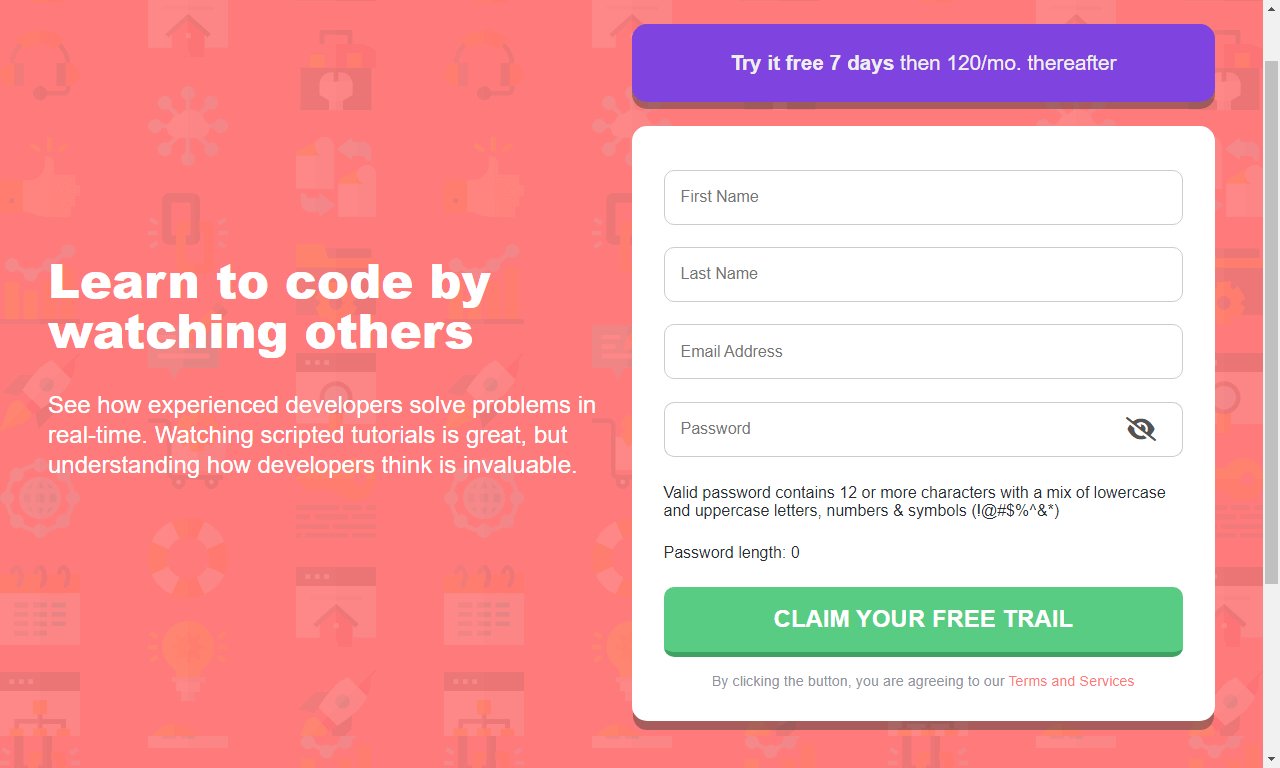 Try it free 7 days then 120/mo. thereafter
Learn to code by
watching others
See how experienced developers solve problems in
real-time. Watching scripted tutorials is great, but
understanding how developers think is invaluable.
First Name
Last Name
Email Address
Password
Valid password contains 12 or more characters with a mix of lowercase
and uppercase letters, numbers & symbols (!@#$%^&*)
Password length: 0
CLAIM YOUR FREE TRAIL
By clicking the button, you are agreeing to our Terms and Services